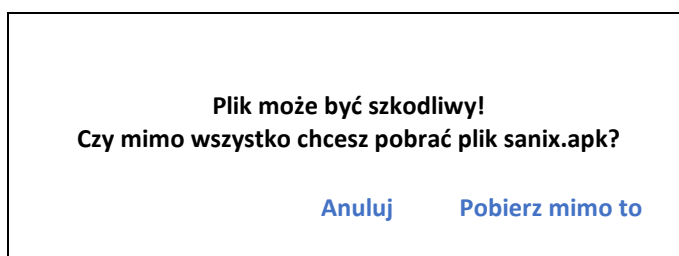 Plik może być szkodliwy!
Czy mimo wszystko chcesz pobrać plik sanix.apk?
Anuluj Pobierz mimo to